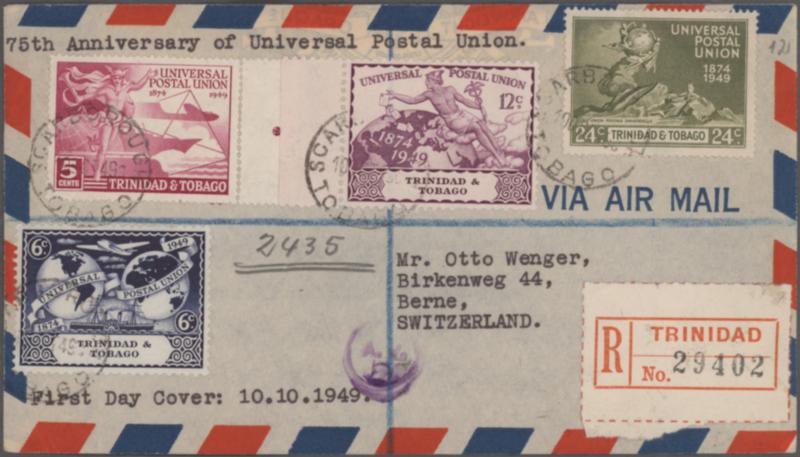 75th Anniversary of Universal Postal Union.
UNIVERSAL
POSTAL UNION
1874 1949
5
CENTS
TRINIDAD & TOBAGO
UNIVERSAL POSTAL UNION
12c.
1874
1949
TRINIDAD &
TOBAGO
UNIVERSAL
POSTAL
UNION
1874
1949
24c. TRINIDAD & TOBAGO 24c.
SCARBOROUGH
TOBAGO
VIA AIR MAIL
6c. 1949
UNIVERSAL POSTAL UNION
1874 6c.
TRINIDAD &
TOBAGO
2435
Mr. Otto Wenger,
Birkenweg 44,
Berne,
SWITZERLAND.
R TRINIDAD
No. 29402
First Day Cover: 10.10.1949.